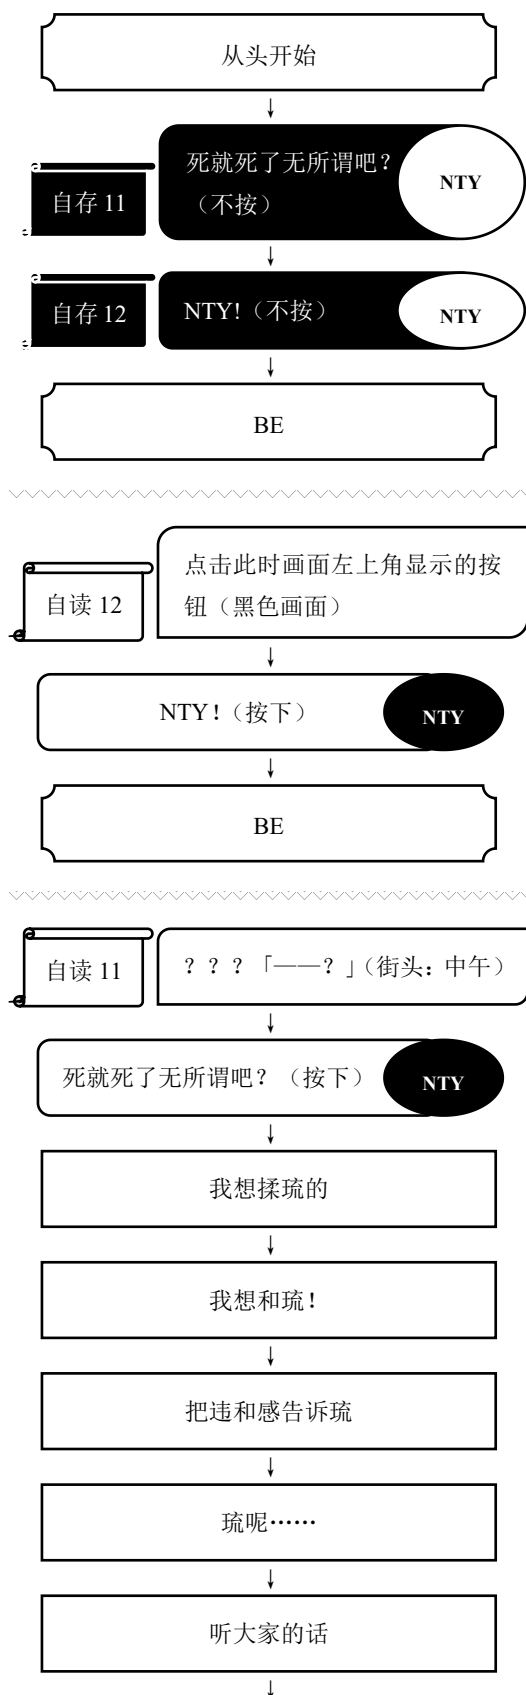 从头开始
↓
自存 11
死就死了无所谓吧？
（不按）
NTY
↓
自存 12
NTY!（不按）
NTY
↓
BE
自读 12
点击此时画面左上角显示的按
钮（黑色画面）
↓
NTY！（按下）
NTY
↓
BE
自读 11
？？？「——？」（街头：中午）
↓
死就死了无所谓吧？（按下）
NTY
↓
我想揉琉的
↓
我想和琉！
↓
把违和感告诉琉
↓
琉呢……
↓
听大家的话
↓